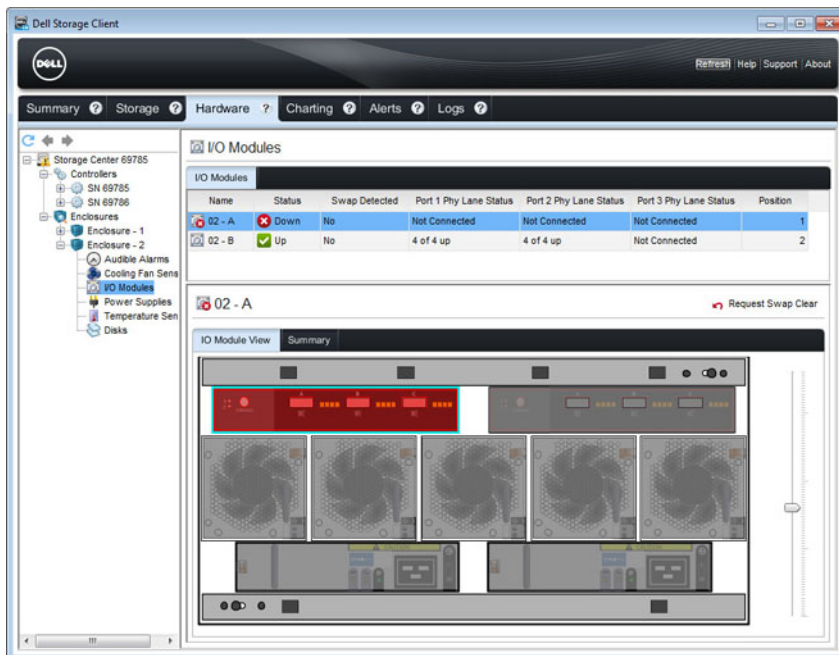 Dell Storage Client
DELL
Refresh Help Support About
Summary ? Storage ? Hardware ? Charting ? Alerts ? Logs ?
Storage Center 69785
Controllers
SN 69785
SN 69786
Enclosures
Enclosure - 1
Enclosure - 2
Audible Alarms
Cooling Fan Sens
I/O Modules
Power Supplies
Temperature Sen
Disks
I/O Modules
I/O Modules
Name Status Swap Detected Port 1 Phy Lane Status Port 2 Phy Lane Status Port 3 Phy Lane Status Position
02 - A Down No Not Connected Not Connected Not Connected 1
02 - B Up No 4 of 4 up 4 of 4 up Not Connected 2
02 - A
Request Swap Clear
IO Module View Summary
A B C